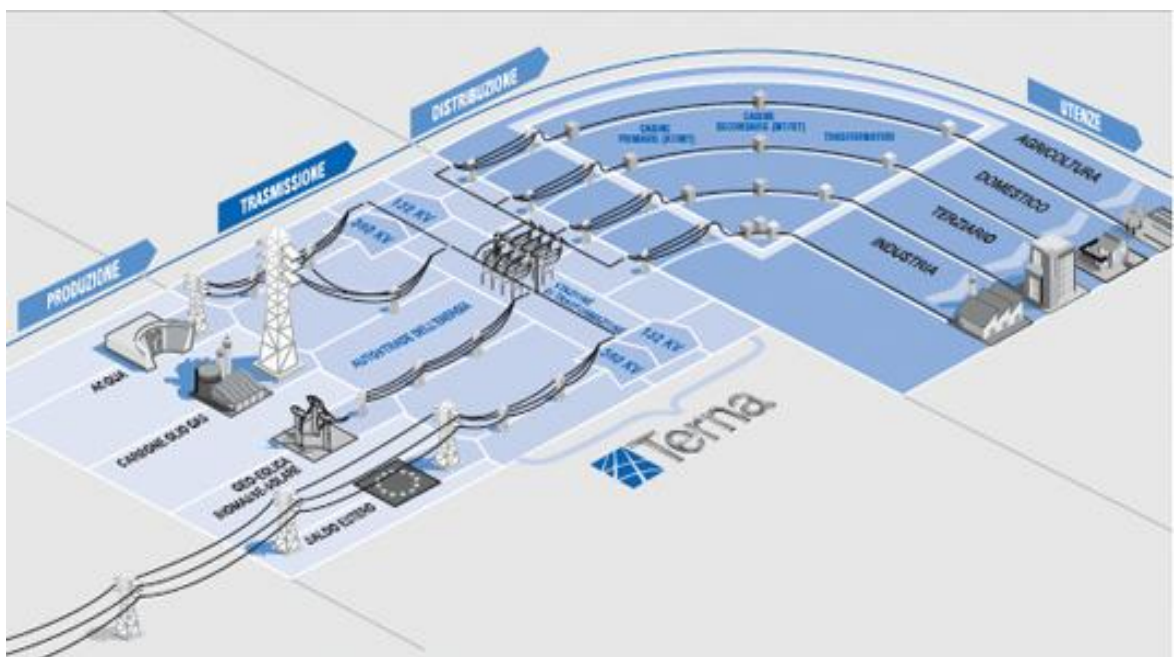 PRODUZIONE
TRASMISSIONE
DISTRIBUZIONE
UTENZE
132 KV
380 KV
AUTOSTRADE DELL'ENERGIA
STAZIONE
DI TRASFORMAZIONE
132 KV
380 KV
CABINE
PRIMARIE (AT/MT)
CABINE
SECONDARIE (MT/BT)
TRASFORMATORI
AGRICOLTURA
DOMESTICO
TERZIARIO
INDUSTRIA
ACQUA
CARBONE OLIO GAS
GEO-EOLICA
BIOMASSE-SOLARE
SALDO ESTERO
Terna